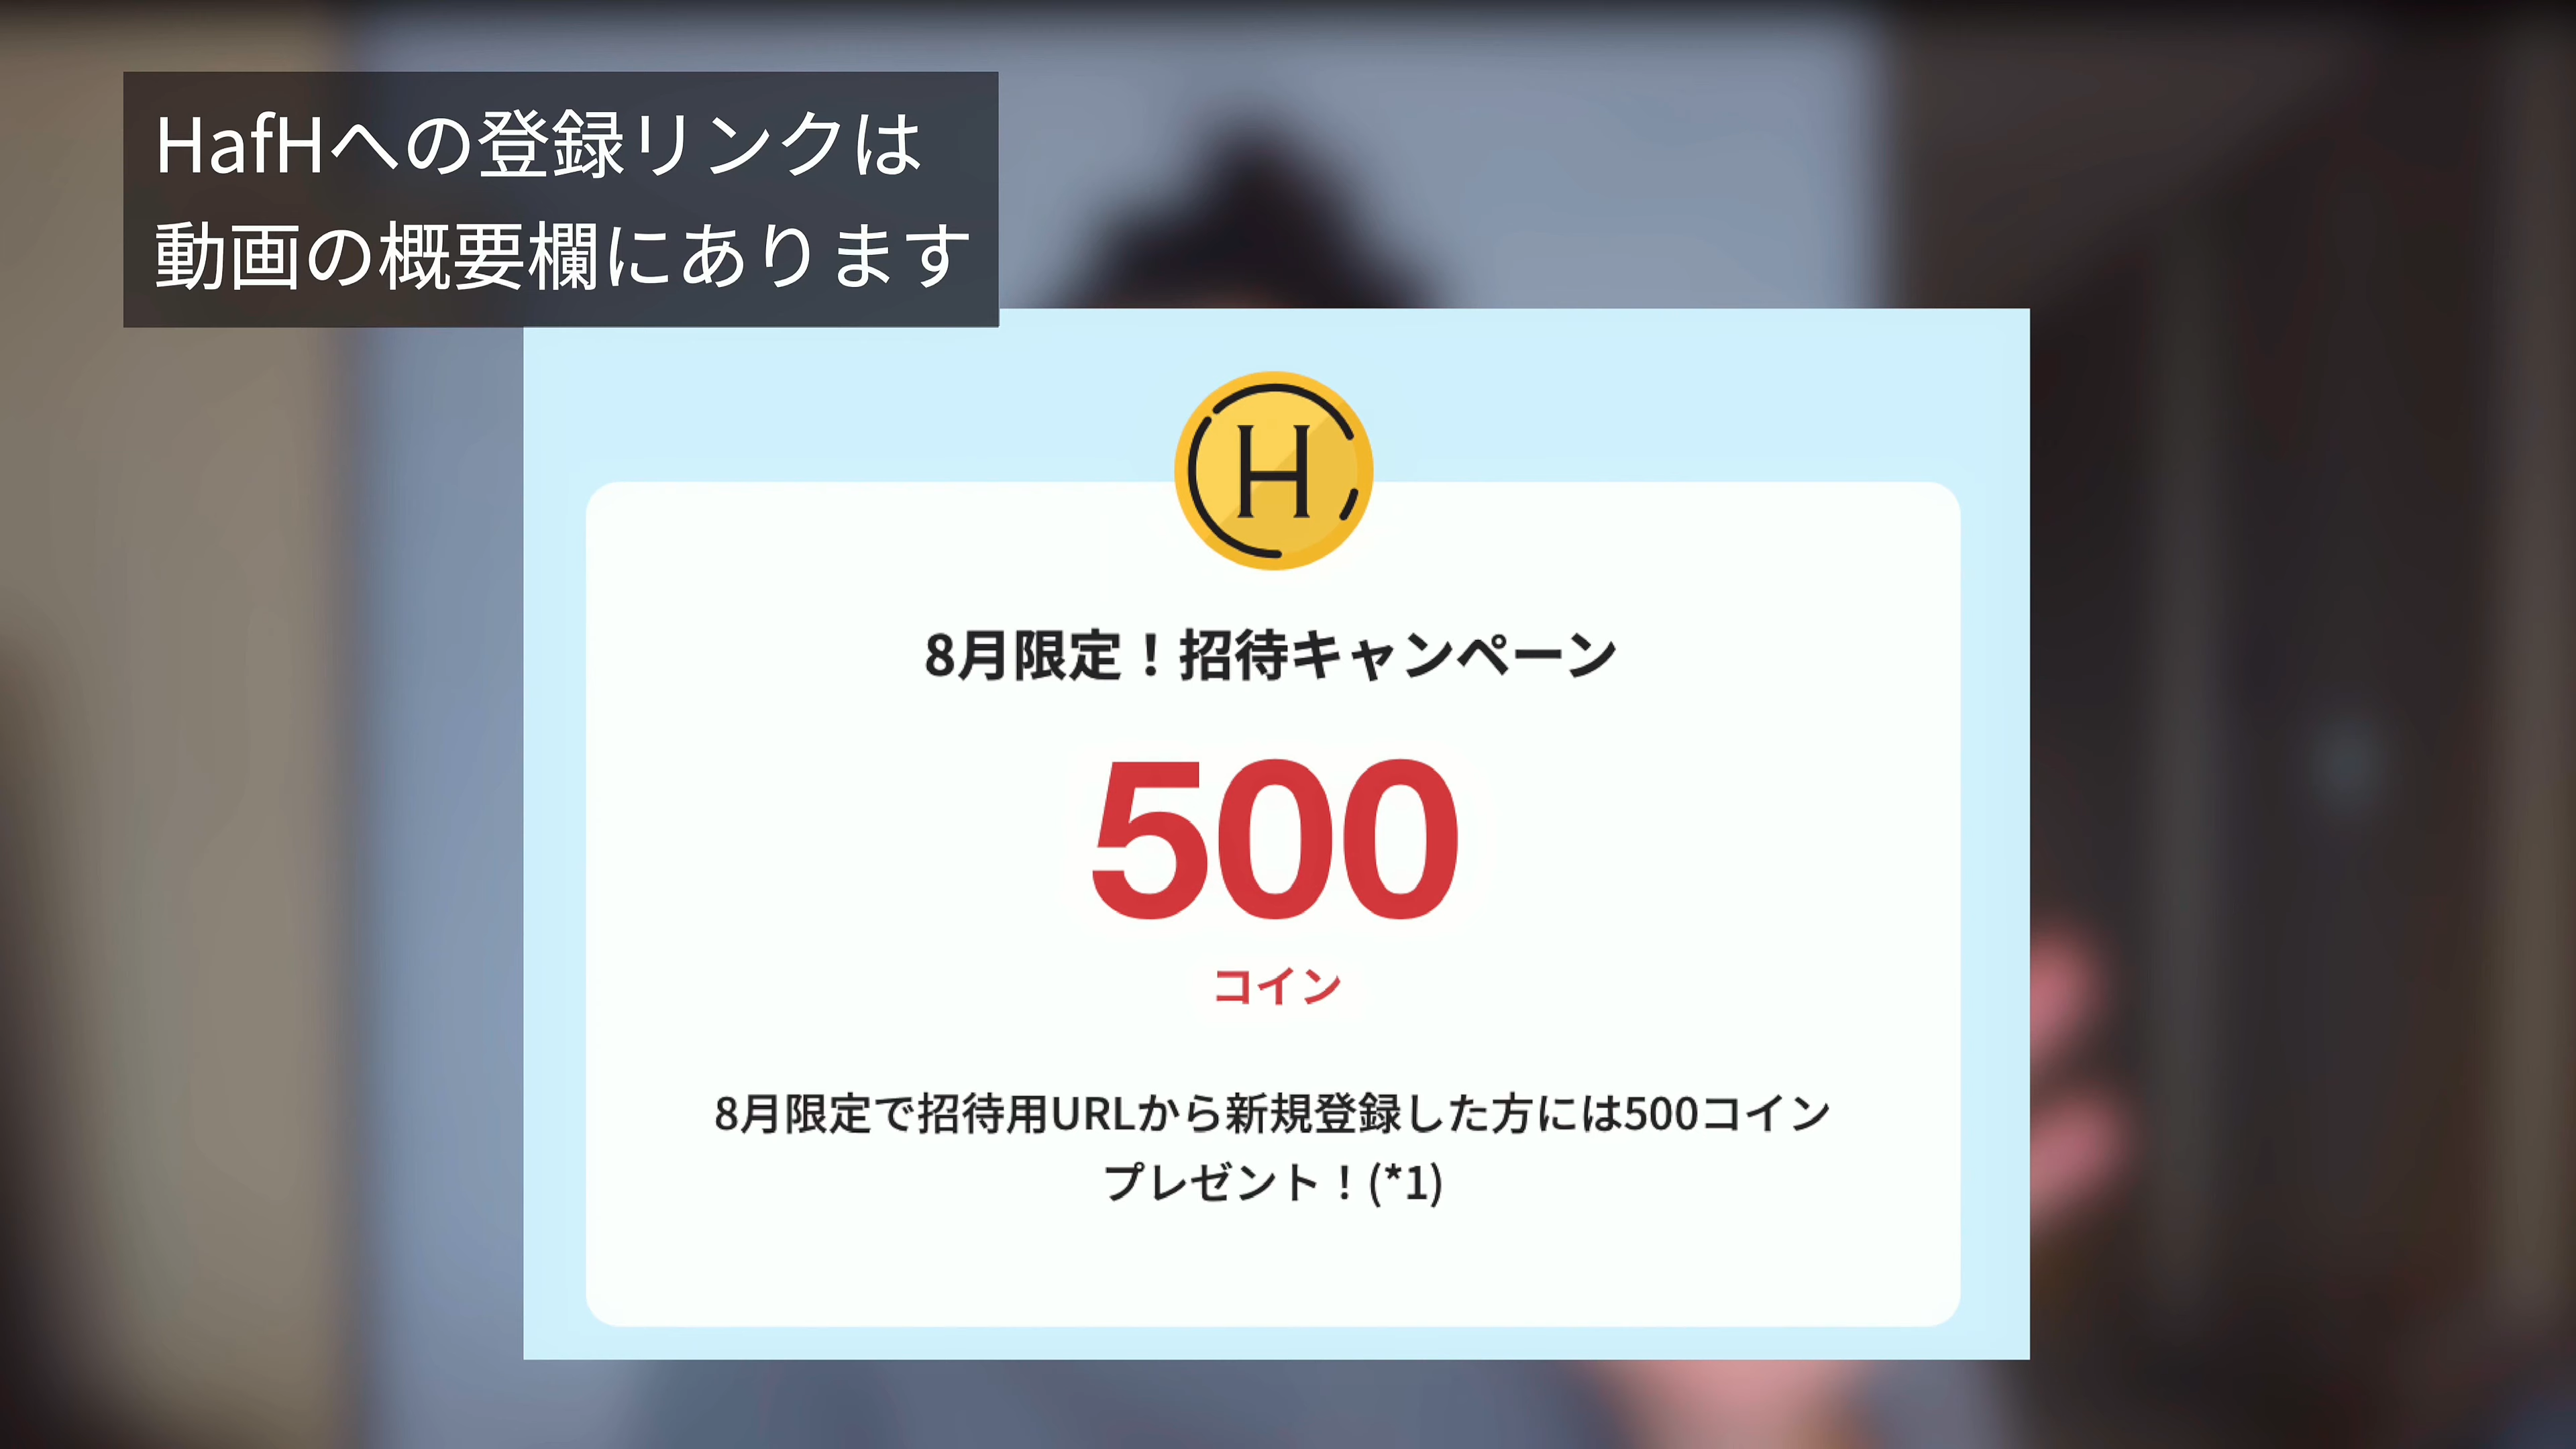 HafHへの登録リンクは
動画の概要欄にあります
H
8月限定！招待キャンペーン
500
コイン
8月限定で招待用URLから新規登録した方には500コイン
プレゼント！(*1)